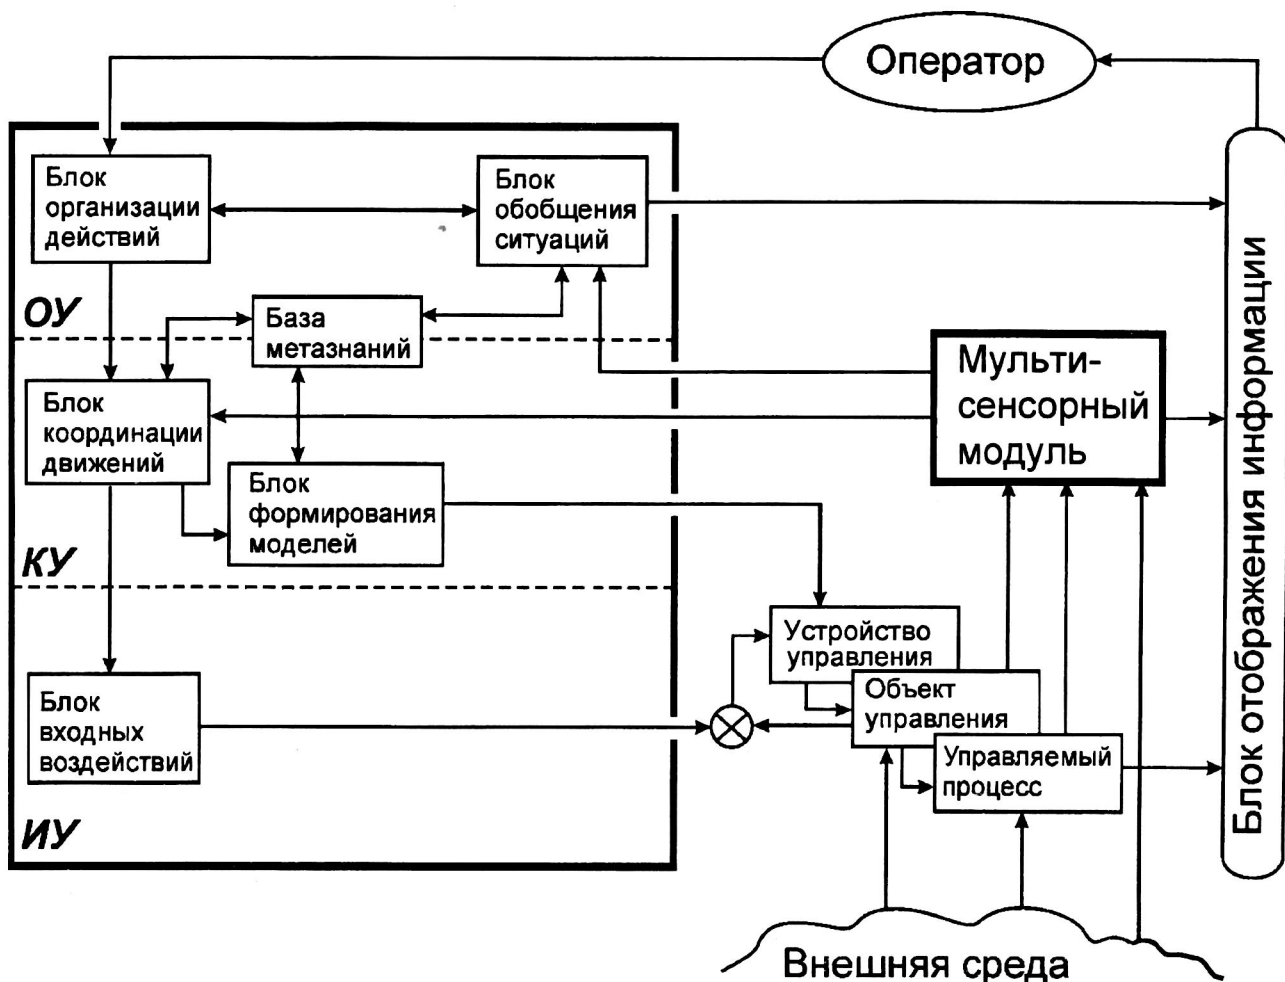 Оператор
Блок
организации
действий
Блок
обобщения
ситуаций
ОУ
База
метазнаний
Мульти-
сенсорный
модуль
Блок
координации
движений
Блок
формирования
моделей
КУ
Устройство
управления
Объект
управления
Управляемый
процесс
Блок
входных
воздействий
ИУ
Блок отображения информации
Внешняя среда